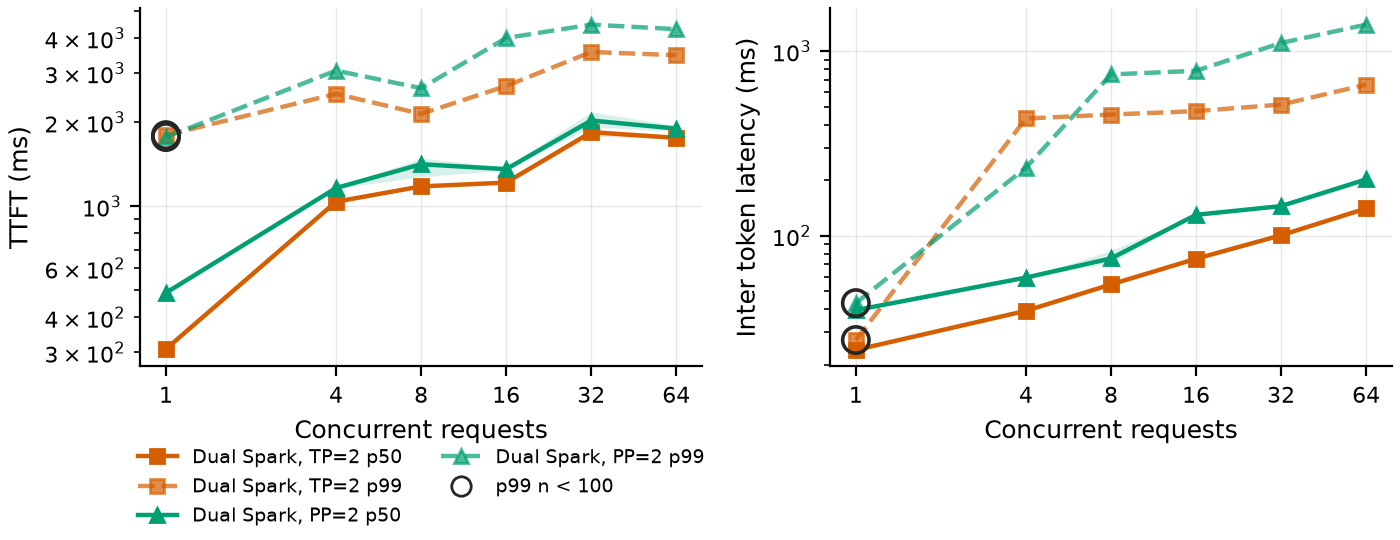 4 × 10³
3 × 10³
2 × 10³
10³
6 × 10²
4 × 10²
3 × 10²
TTFT (ms)
1 4 8 16 32 64
Concurrent requests
10³
10²
Inter token latency (ms)
1 4 8 16 32 64
Concurrent requests
Dual Spark, TP=2 p50
Dual Spark, TP=2 p99
Dual Spark, PP=2 p50
Dual Spark, PP=2 p99
p99 n < 100